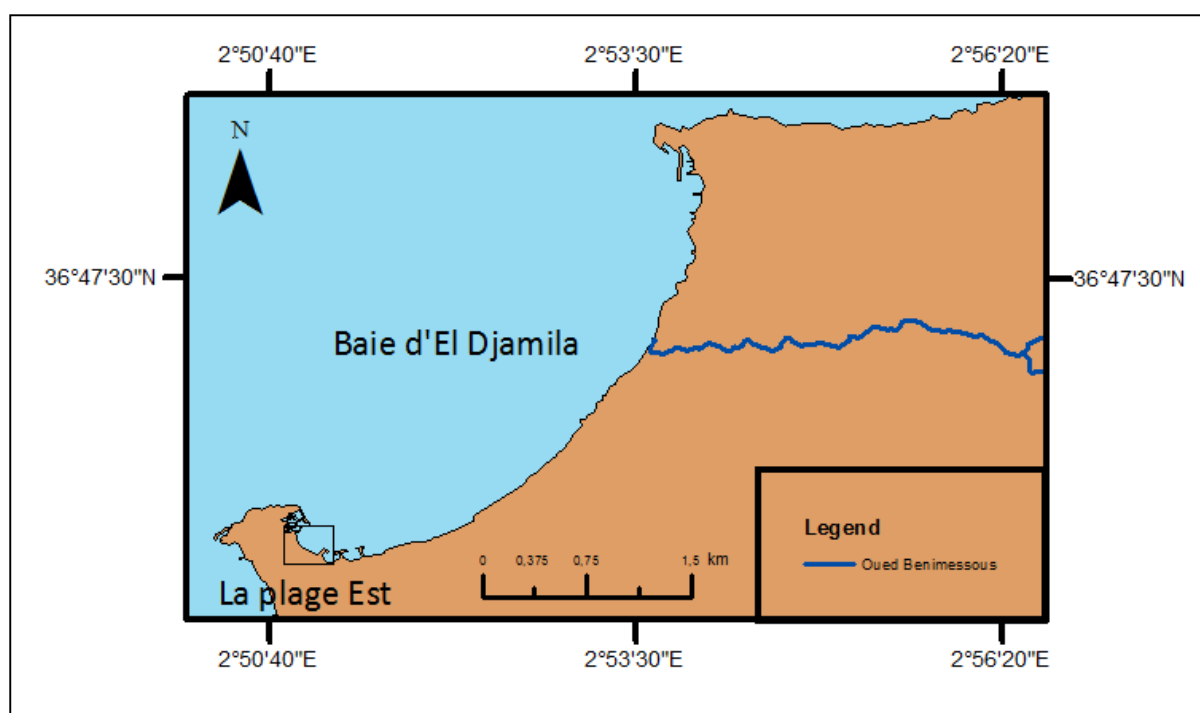 2°50'40"E 2°53'30"E 2°56'20"E
N
36°47'30"N 36°47'30"N
Baie d'El Djamila
Legend
0 0,375 0,75 1,5 km
Oued Benimessous
La plage Est
2°50'40"E 2°53'30"E 2°56'20"E